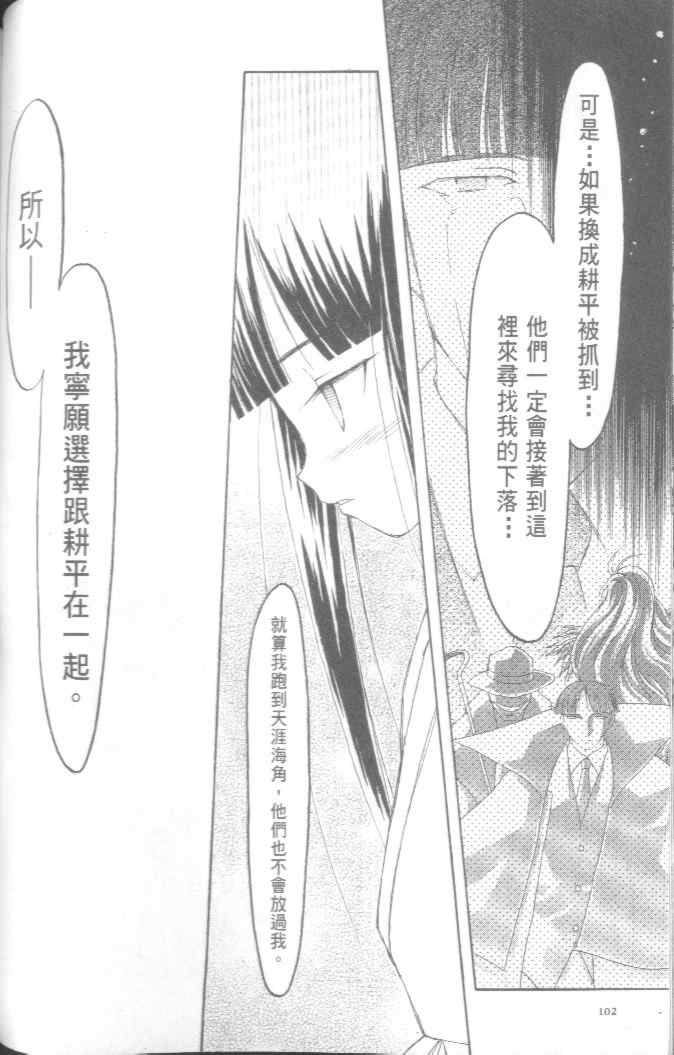 可是…如果換成耕平被抓到…
他們一定會接著到這
裡來尋找我的下落…
就算我跑到天涯海角，他們也不會放過我。
所以——
我寧願選擇跟耕平在一起。
102